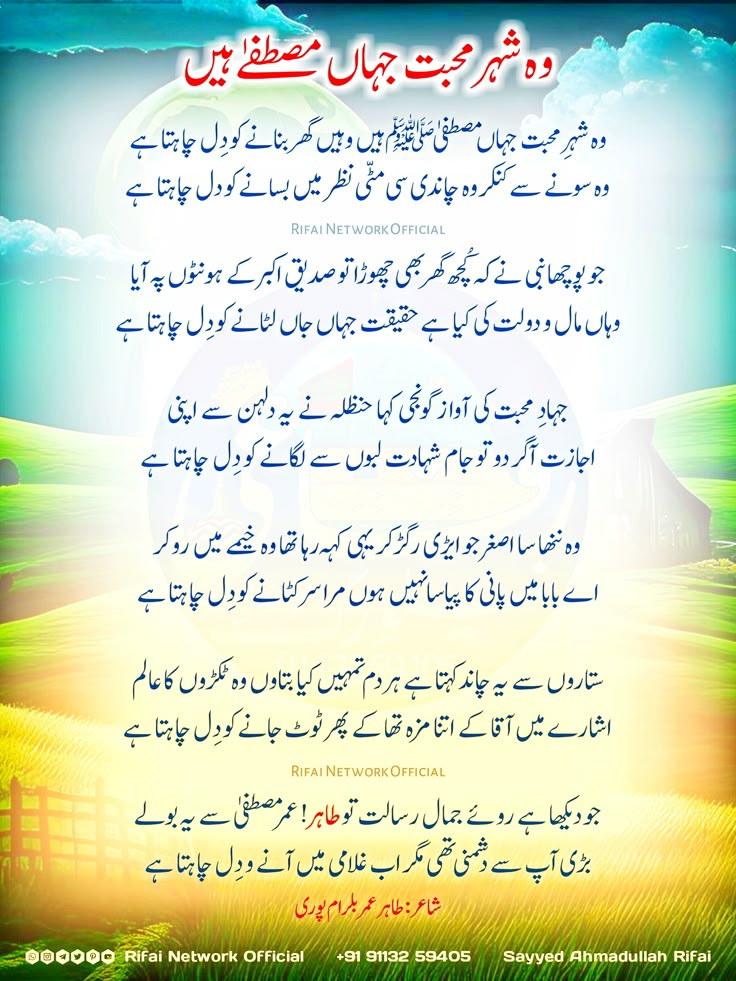 وہ شہر محبت جہاں مصطفےٰ ہیں
وہ شہرِ محبت جہاں مصطفیٰ ﷺ ہیں وہیں گھر بنانے کو دِل چاہتا ہے
وہ سونے سے کنکر وہ چاندی سی مٹّی نظر میں بسانے کو دل چاہتا ہے
RIFAI NETWORK OFFICIAL
جو پوچھا نبی نے کہ کُچھ گھر بھی چھوڑا تو صدیق اکبر کے ہونٹوں پہ آیا
وہاں مال و دولت کی کیا ہے حقیقت جہاں جاں لٹانے کو دِل چاہتا ہے
جہادِ محبت کی آواز گونجی کہا حنظلہ نے یہ دلہن سے اپنی
اجازت اگر دو تو جام شہادت لبوں سے لگانے کو دِل چاہتا ہے
وہ ننھا سا اصغر جو ایڑی رگڑ کر یہی کہہ رہا تھا وہ خیمے میں رو کر
اے بابا میں پانی کا پیاسا نہیں ہوں مرا سر کٹانے کو دِل چاہتا ہے
ستاروں سے یہ چاند کہتا ہے ہر دم تمہیں کیا بتاوں وہ ٹکڑوں کا عالم
اشارے میں آقا کے اتنا مزہ تھا کے پھر ٹوٹ جانے کو دِل چاہتا ہے
RIFAI NETWORK OFFICIAL
جو دیکھا ہے روئے جمال رسالت تو طاہر! عمر مصطفیٰ سے یہ بولے
بڑی آپ سے دشمنی تھی مگر اب غلامی میں آنے و دِل چاہتا ہے
شاعر: طاہر عمر بلرام پوری
Rifai Network Official +91 91132 59405 Sayyed Ahmadullah Rifai